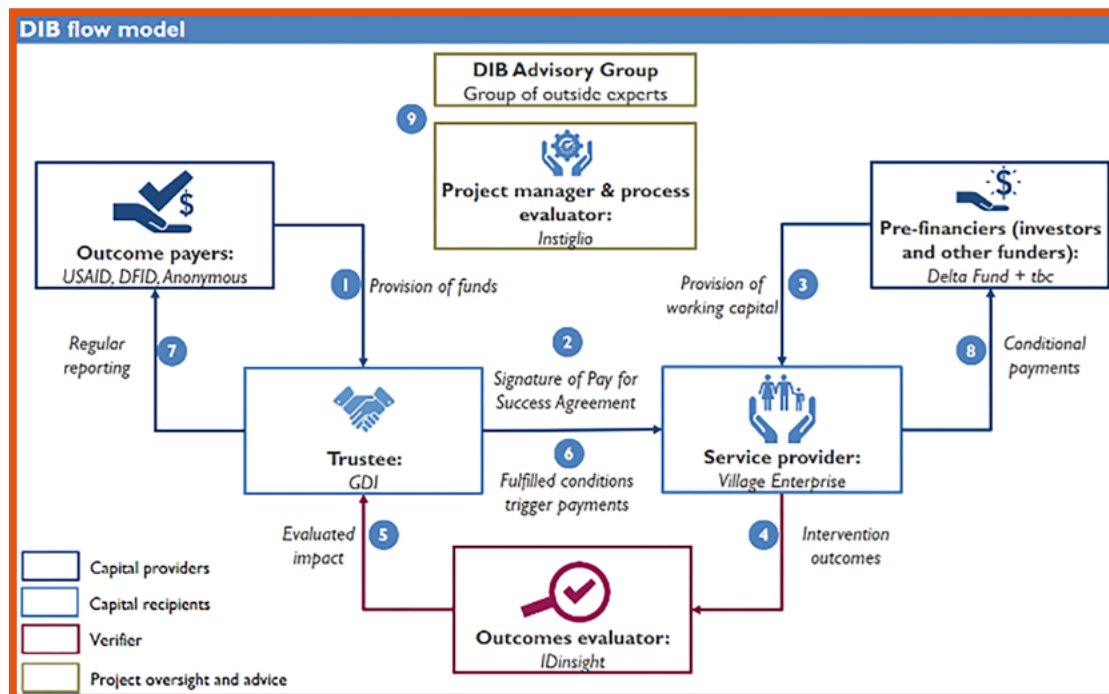 DIB flow model
DIB Advisory Group
Group of outside experts
9
Project manager & process
evaluator:
Instiglio
$
Outcome payers:
USAID, DFID, Anonymous
$
Pre-financiers (investors
and other funders):
Delta Fund + tbc
1
Provision of funds
3
Provision of
working capital
7
Regular
reporting
2
Signature of Pay for
Success Agreement
8
Conditional
payments
Trustee:
GDI
6
Fulfilled conditions
trigger payments
Service provider:
Village Enterprise
5
Evaluated
impact
4
Intervention
outcomes
Outcomes evaluator:
IDinsight
Capital providers
Capital recipients
Verifier
Project oversight and advice